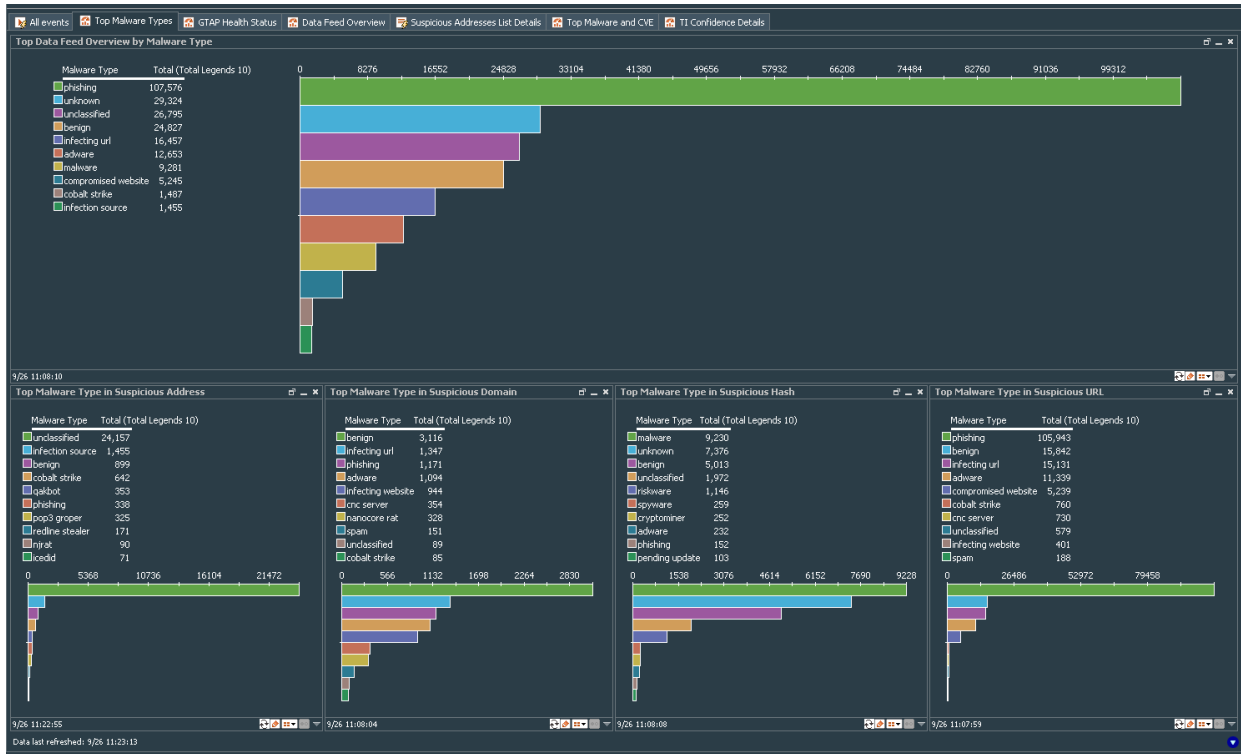 All events Top Malware Types GTAP Health Status Data Feed Overview Suspicious Addresses List Details Top Malware and CVE TI Confidence Details
Top Data Feed Overview by Malware Type
Malware Type Total (Total Legends 10)
phishing 107,576
unknown 29,324
unclassified 26,795
benign 24,827
infecting url 16,457
adware 12,653
malware 9,281
compromised website 5,245
cobalt strike 1,487
infection source 1,455
0 8276 16552 24828 33104 41380 49656 57932 66208 74484 82760 91036 99312
9/26 11:08:10
Top Malware Type in Suspicious Address
Malware Type Total (Total Legends 10)
unclassified 24,157
infection source 1,455
benign 899
cobalt strike 642
qakbot 353
phishing 338
pop3 groper 325
redline stealer 171
njrat 90
icedid 71
0 5368 10736 16104 21472
9/26 11:22:55
Top Malware Type in Suspicious Domain
Malware Type Total (Total Legends 10)
benign 3,116
infecting url 1,347
phishing 1,171
adware 1,094
infecting website 944
cnc server 354
nanocore rat 328
spam 151
unclassified 89
cobalt strike 85
0 566 1132 1698 2264 2830
9/26 11:08:04
Top Malware Type in Suspicious Hash
Malware Type Total (Total Legends 10)
malware 9,230
unknown 7,376
benign 5,013
unclassified 1,972
riskware 1,146
spyware 259
cryptominer 252
adware 232
phishing 152
pending update 103
0 1538 3076 4614 6152 7690 9228
9/26 11:08:08
Top Malware Type in Suspicious URL
Malware Type Total (Total Legends 10)
phishing 105,943
benign 15,842
infecting url 15,131
adware 11,339
compromised website 5,239
cobalt strike 760
cnc server 730
unclassified 579
infecting website 401
spam 188
0 26486 52972 79458
9/26 11:07:59
Data last refreshed: 9/26 11:23:13